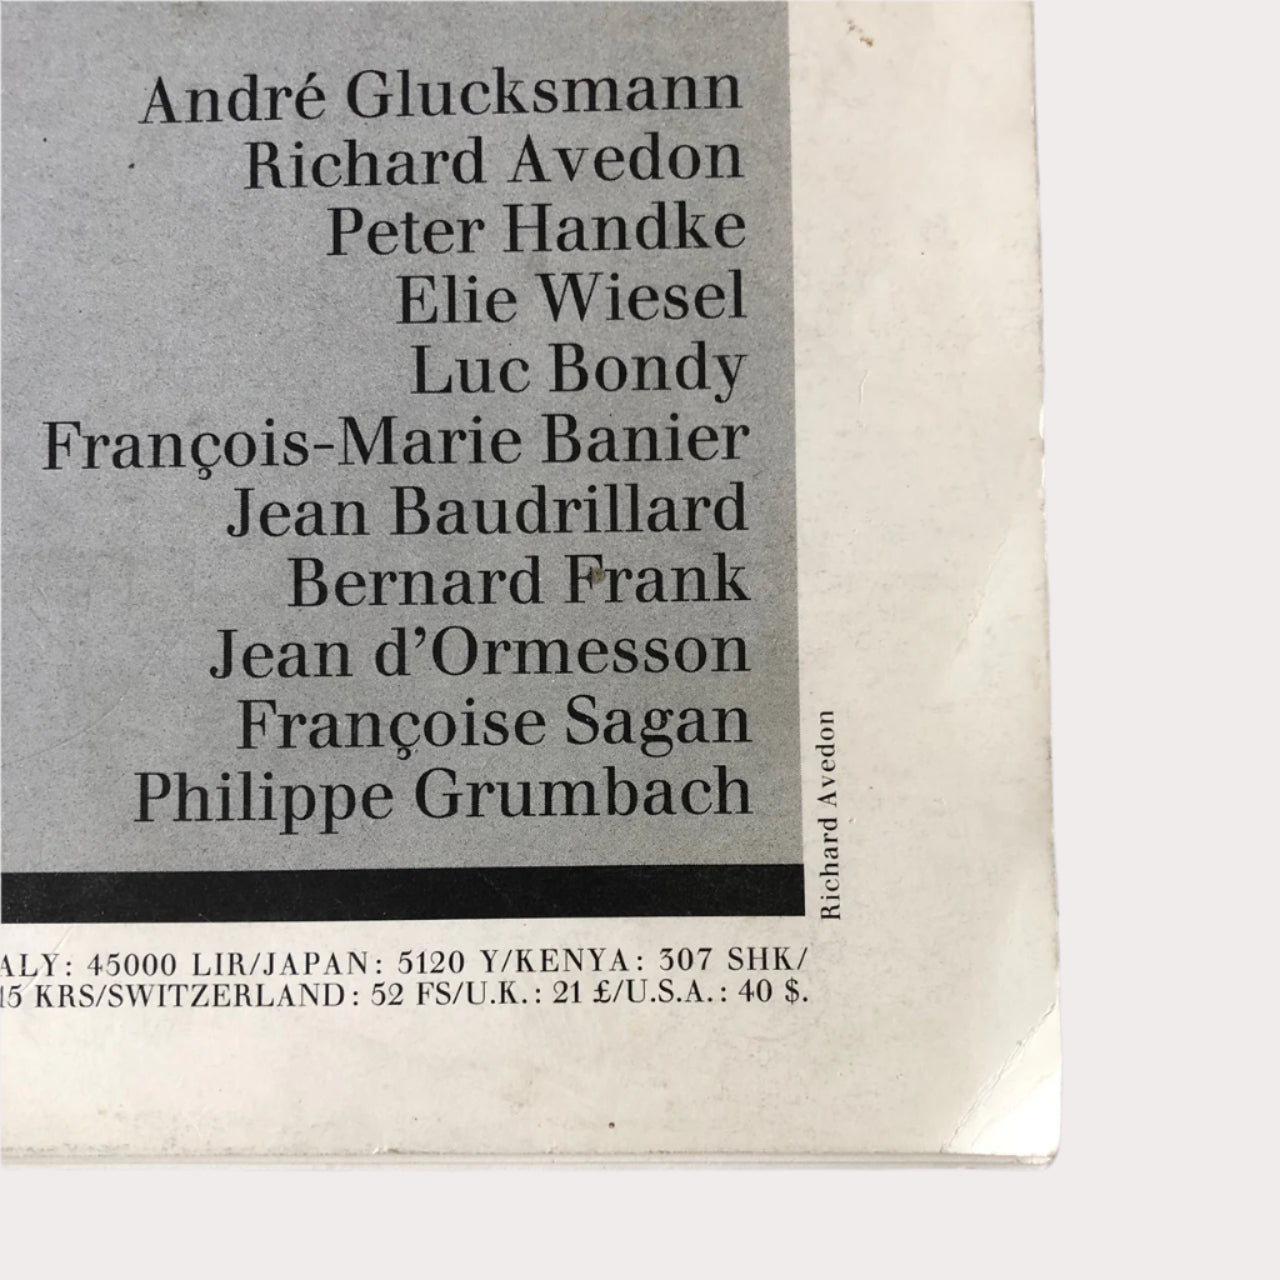 André Glucksmann
Richard Avedon
Peter Handke
Elie Wiesel
Luc Bondy
François-Marie Banier
Jean Baudrillard
Bernard Frank
Jean d’Ormesson
Françoise Sagan
Philippe Grumbach
Richard Avedon
ALY: 45000 LIR/JAPAN: 5120 Y/KENYA: 307 SHK/
15 KRS/SWITZERLAND: 52 FS/U.K.: 21 £/U.S.A.: 40 $.